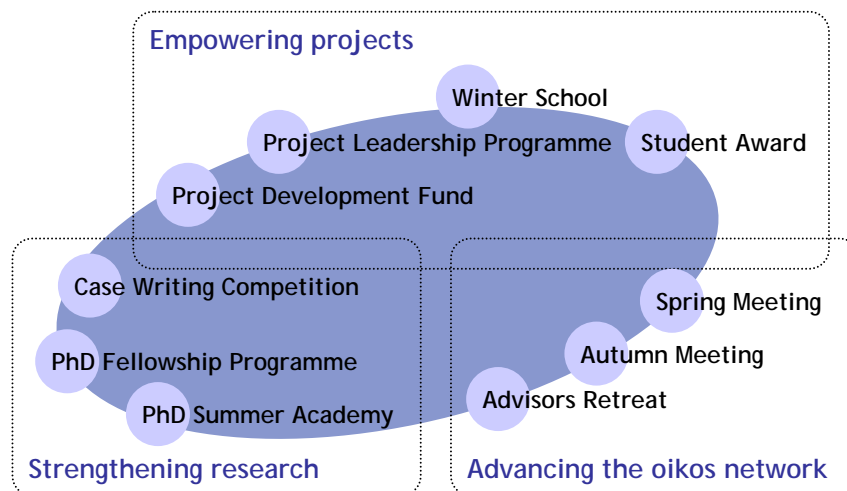 Empowering projects
Winter School
Project Leadership Programme
Student Award
Project Development Fund
Case Writing Competition
Spring Meeting
PhD Fellowship Programme
Autumn Meeting
PhD Summer Academy
Advisors Retreat
Strengthening research
Advancing the oikos network